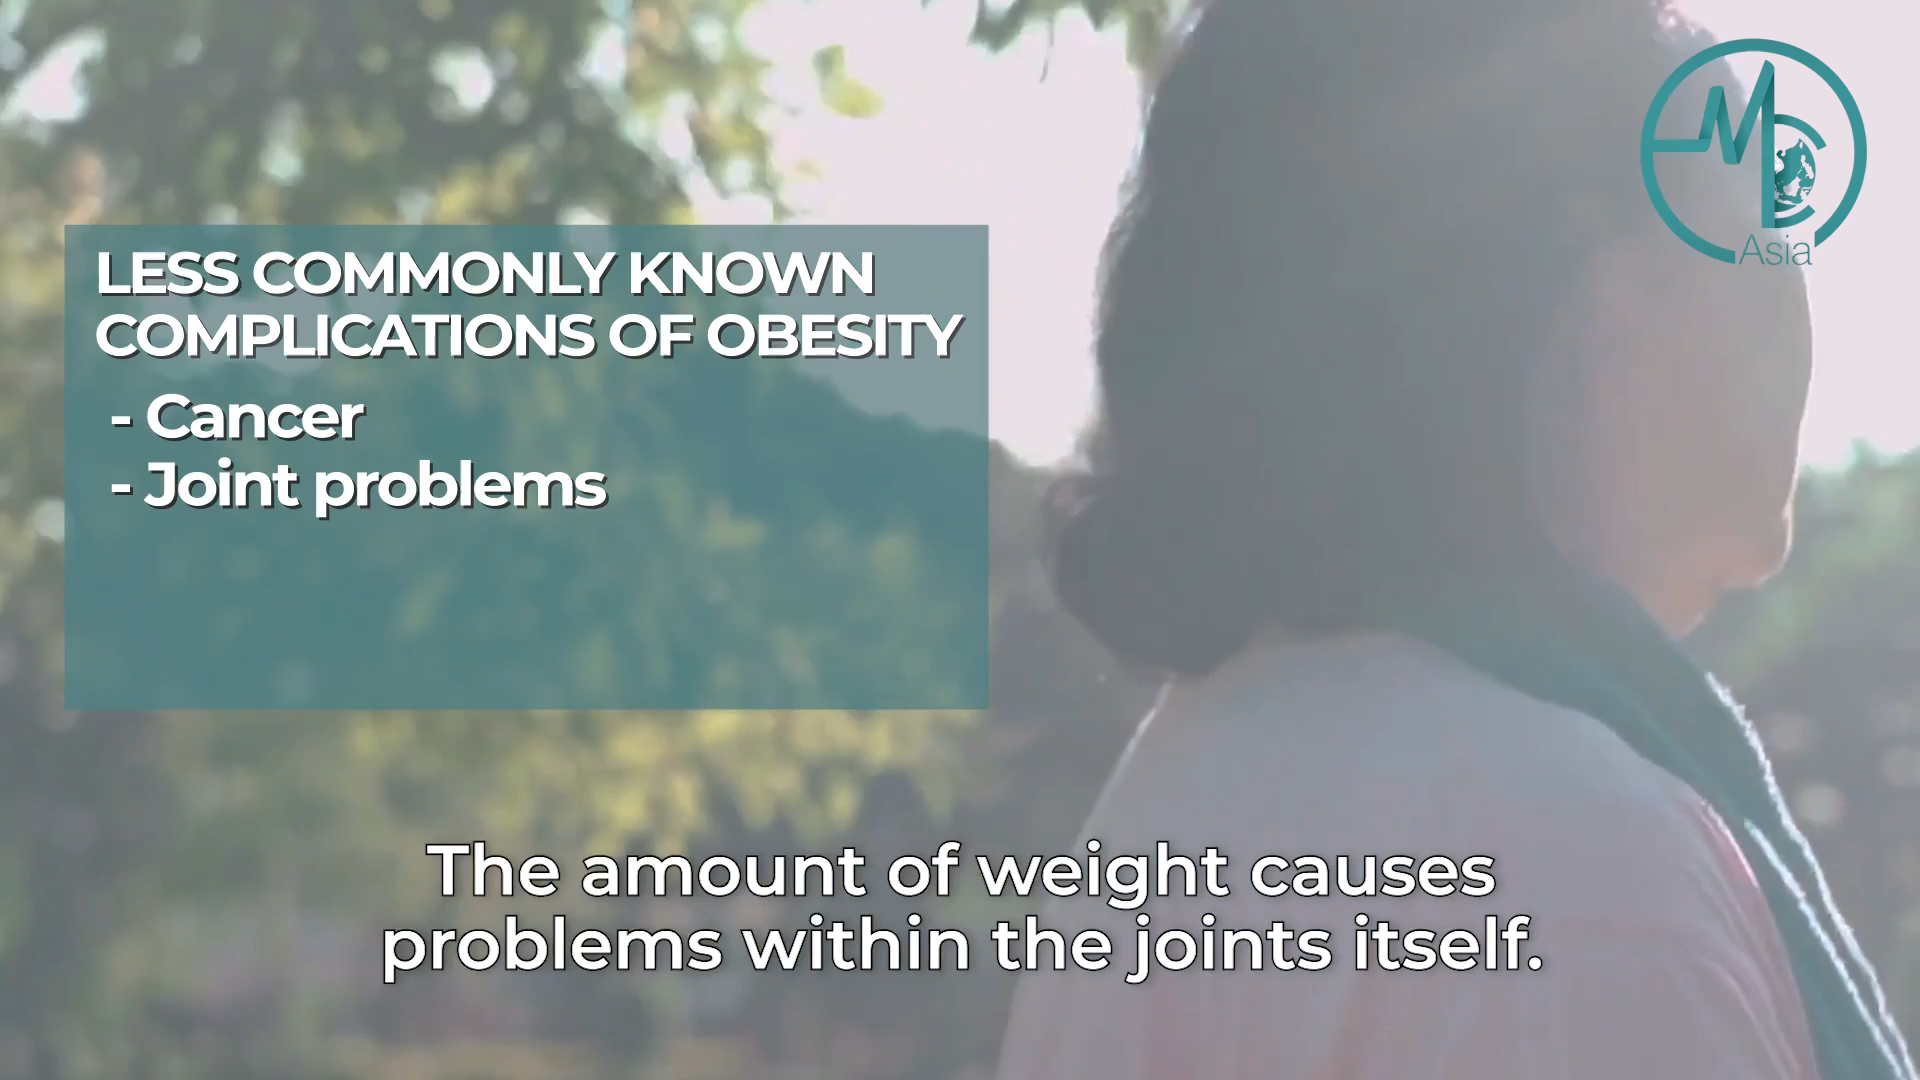 LESS COMMONLY KNOWN
COMPLICATIONS OF OBESITY
- Cancer
- Joint problems
MC
Asia
The amount of weight causes
problems within the joints itself.